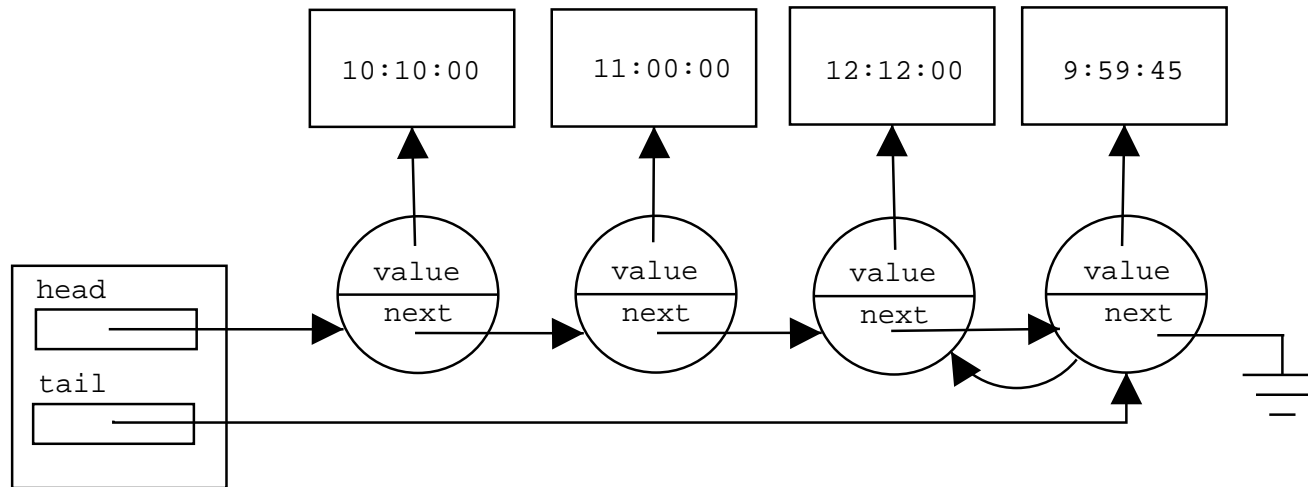 10:10:00
11:00:00
12:12:00
9:59:45
value
next
value
next
value
next
value
next
head
tail